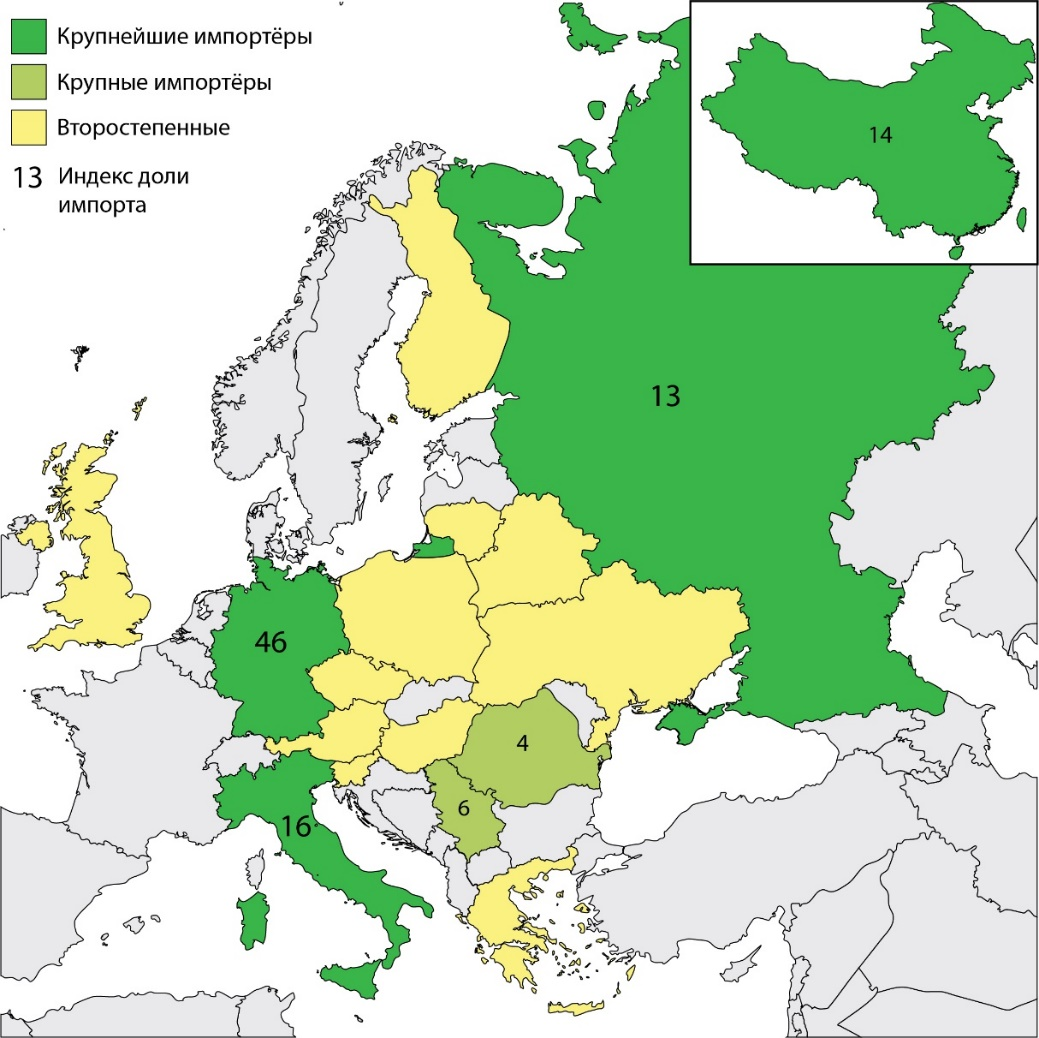 Крупнейшие импортёры
Крупные импортёры
Второстепенные
13 Индекс доли
импорта
14
13
46
4
6
16